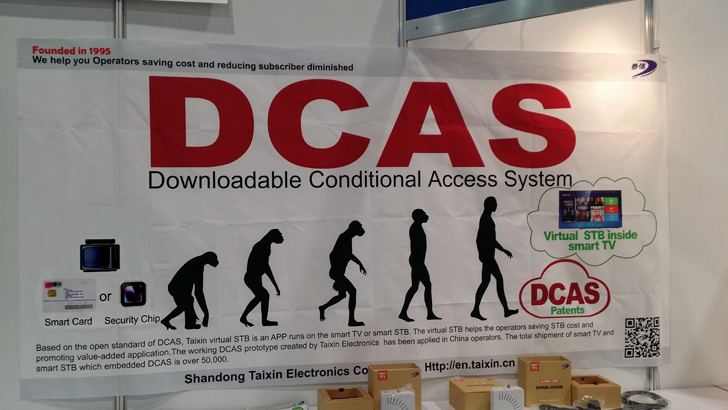 Founded in 1995
We help you Operators saving cost and reducing subscriber diminished
泰信
DCAS
Downloadable Conditional Access System
Virtual STB inside
smart TV
or
Smart Card
Security Chip
DCAS
Patents
Based on the open standard of DCAS, Taixin virtual STB is an APP runs on the smart TV or smart STB. The virtual STB helps the operators saving STB cost and
promoting value-added application.The working DCAS prototype created by Taixin Electronics has been applied in China operators. The total shipment of smart TV and
smart STB which embedded DCAS is over 50,000.
Shandong Taixin Electronics Co
Http://en.taixin.cn